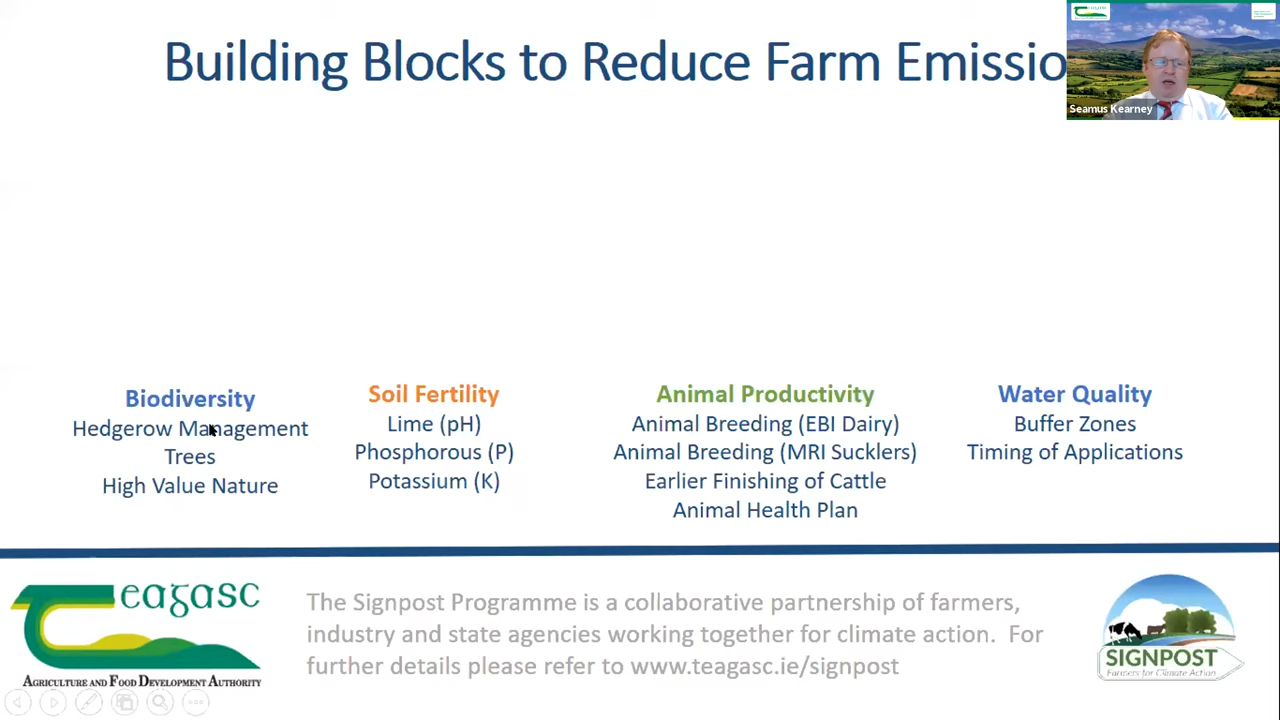 Building Blocks to Reduce Farm Emissio
Teagasc
Seamus Kearney
Biodiversity
Hedgerow Management
Trees
High Value Nature
Soil Fertility
Lime (pH)
Phosphorous (P)
Potassium (K)
Animal Productivity
Animal Breeding (EBI Dairy)
Animal Breeding (MRI Sucklers)
Earlier Finishing of Cattle
Animal Health Plan
Water Quality
Buffer Zones
Timing of Applications
Teagasc
AGRICULTURE AND FOOD DEVELOPMENT AUTHORITY
The Signpost Programme is a collaborative partnership of farmers,
industry and state agencies working together for climate action. For
further details please refer to www.teagasc.ie/signpost
SIGNPOST
Farmers for Climate Action